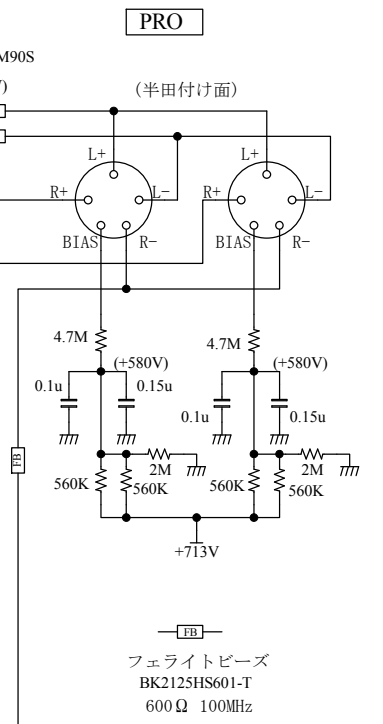 PRO
M90S
(半田付け面)
L+
L+
R+
L-
R+
L-
BIAS
R-
BIAS
R-
4.7M
4.7M
(+580V)
(+580V)
0.1u
0.15u
0.1u
0.15u
FB
2M
2M
560K
560K
560K
560K
+713V
FB
フェライトビーズ
BK2125HS601-T
600Ω 100MHz